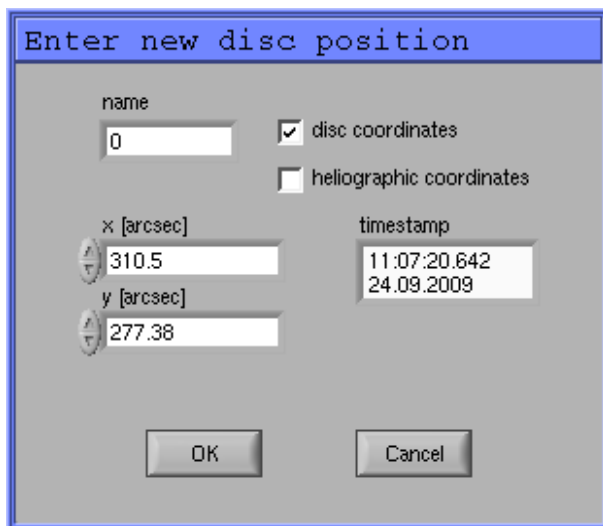 Enter new disc position
name
0
disc coordinates
heliographic coordinates
x [arcsec]
310.5
timestamp
11:07:20.642
24.09.2009
y [arcsec]
277.38
OK
Cancel